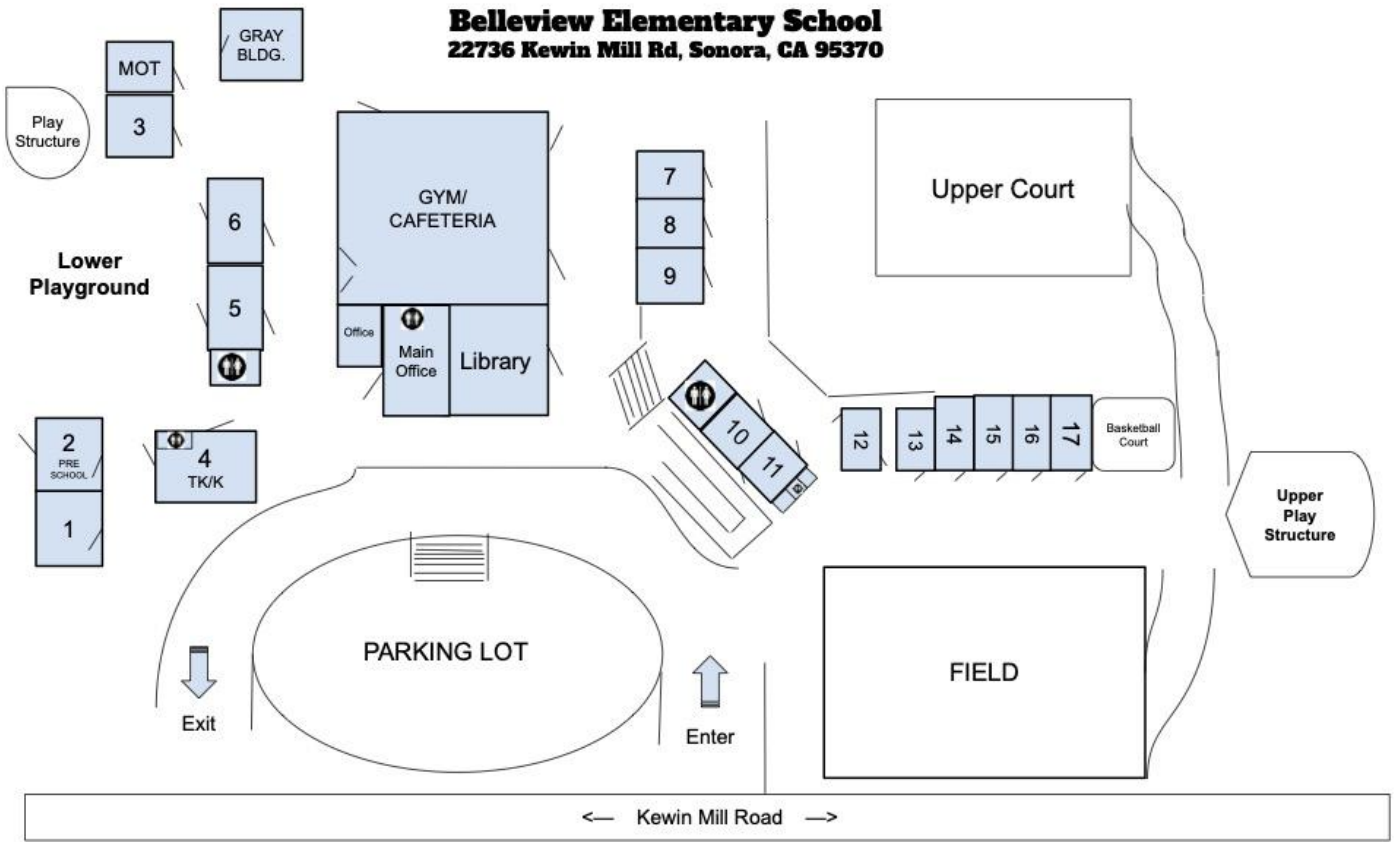 Belleview Elementary School
22736 Kewin Mill Rd, Sonora, CA 95370
GRAY
BLDG.
MOT
3
Play
Structure
6
5
Lower
Playground
GYM/
CAFETERIA
Office
Main
Office
Library
7
8
9
Upper Court
2
PRE
SCHOOL
1
4
TK/K
10
11
12
13
14
15
16
17
Basketball
Court
Upper
Play
Structure
PARKING LOT
FIELD
Exit
Enter
<— Kewin Mill Road —>